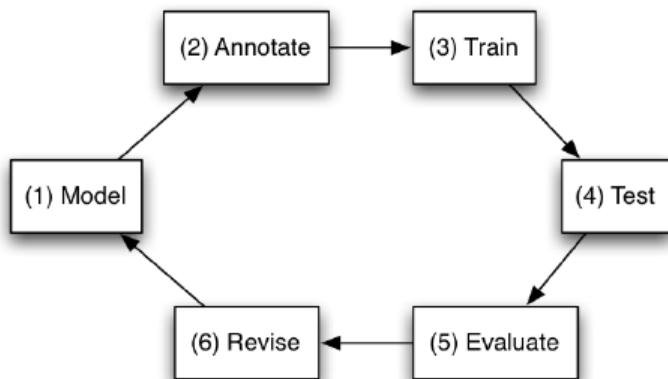 (2) Annotate
(3) Train
(1) Model
(4) Test
(6) Revise
(5) Evaluate